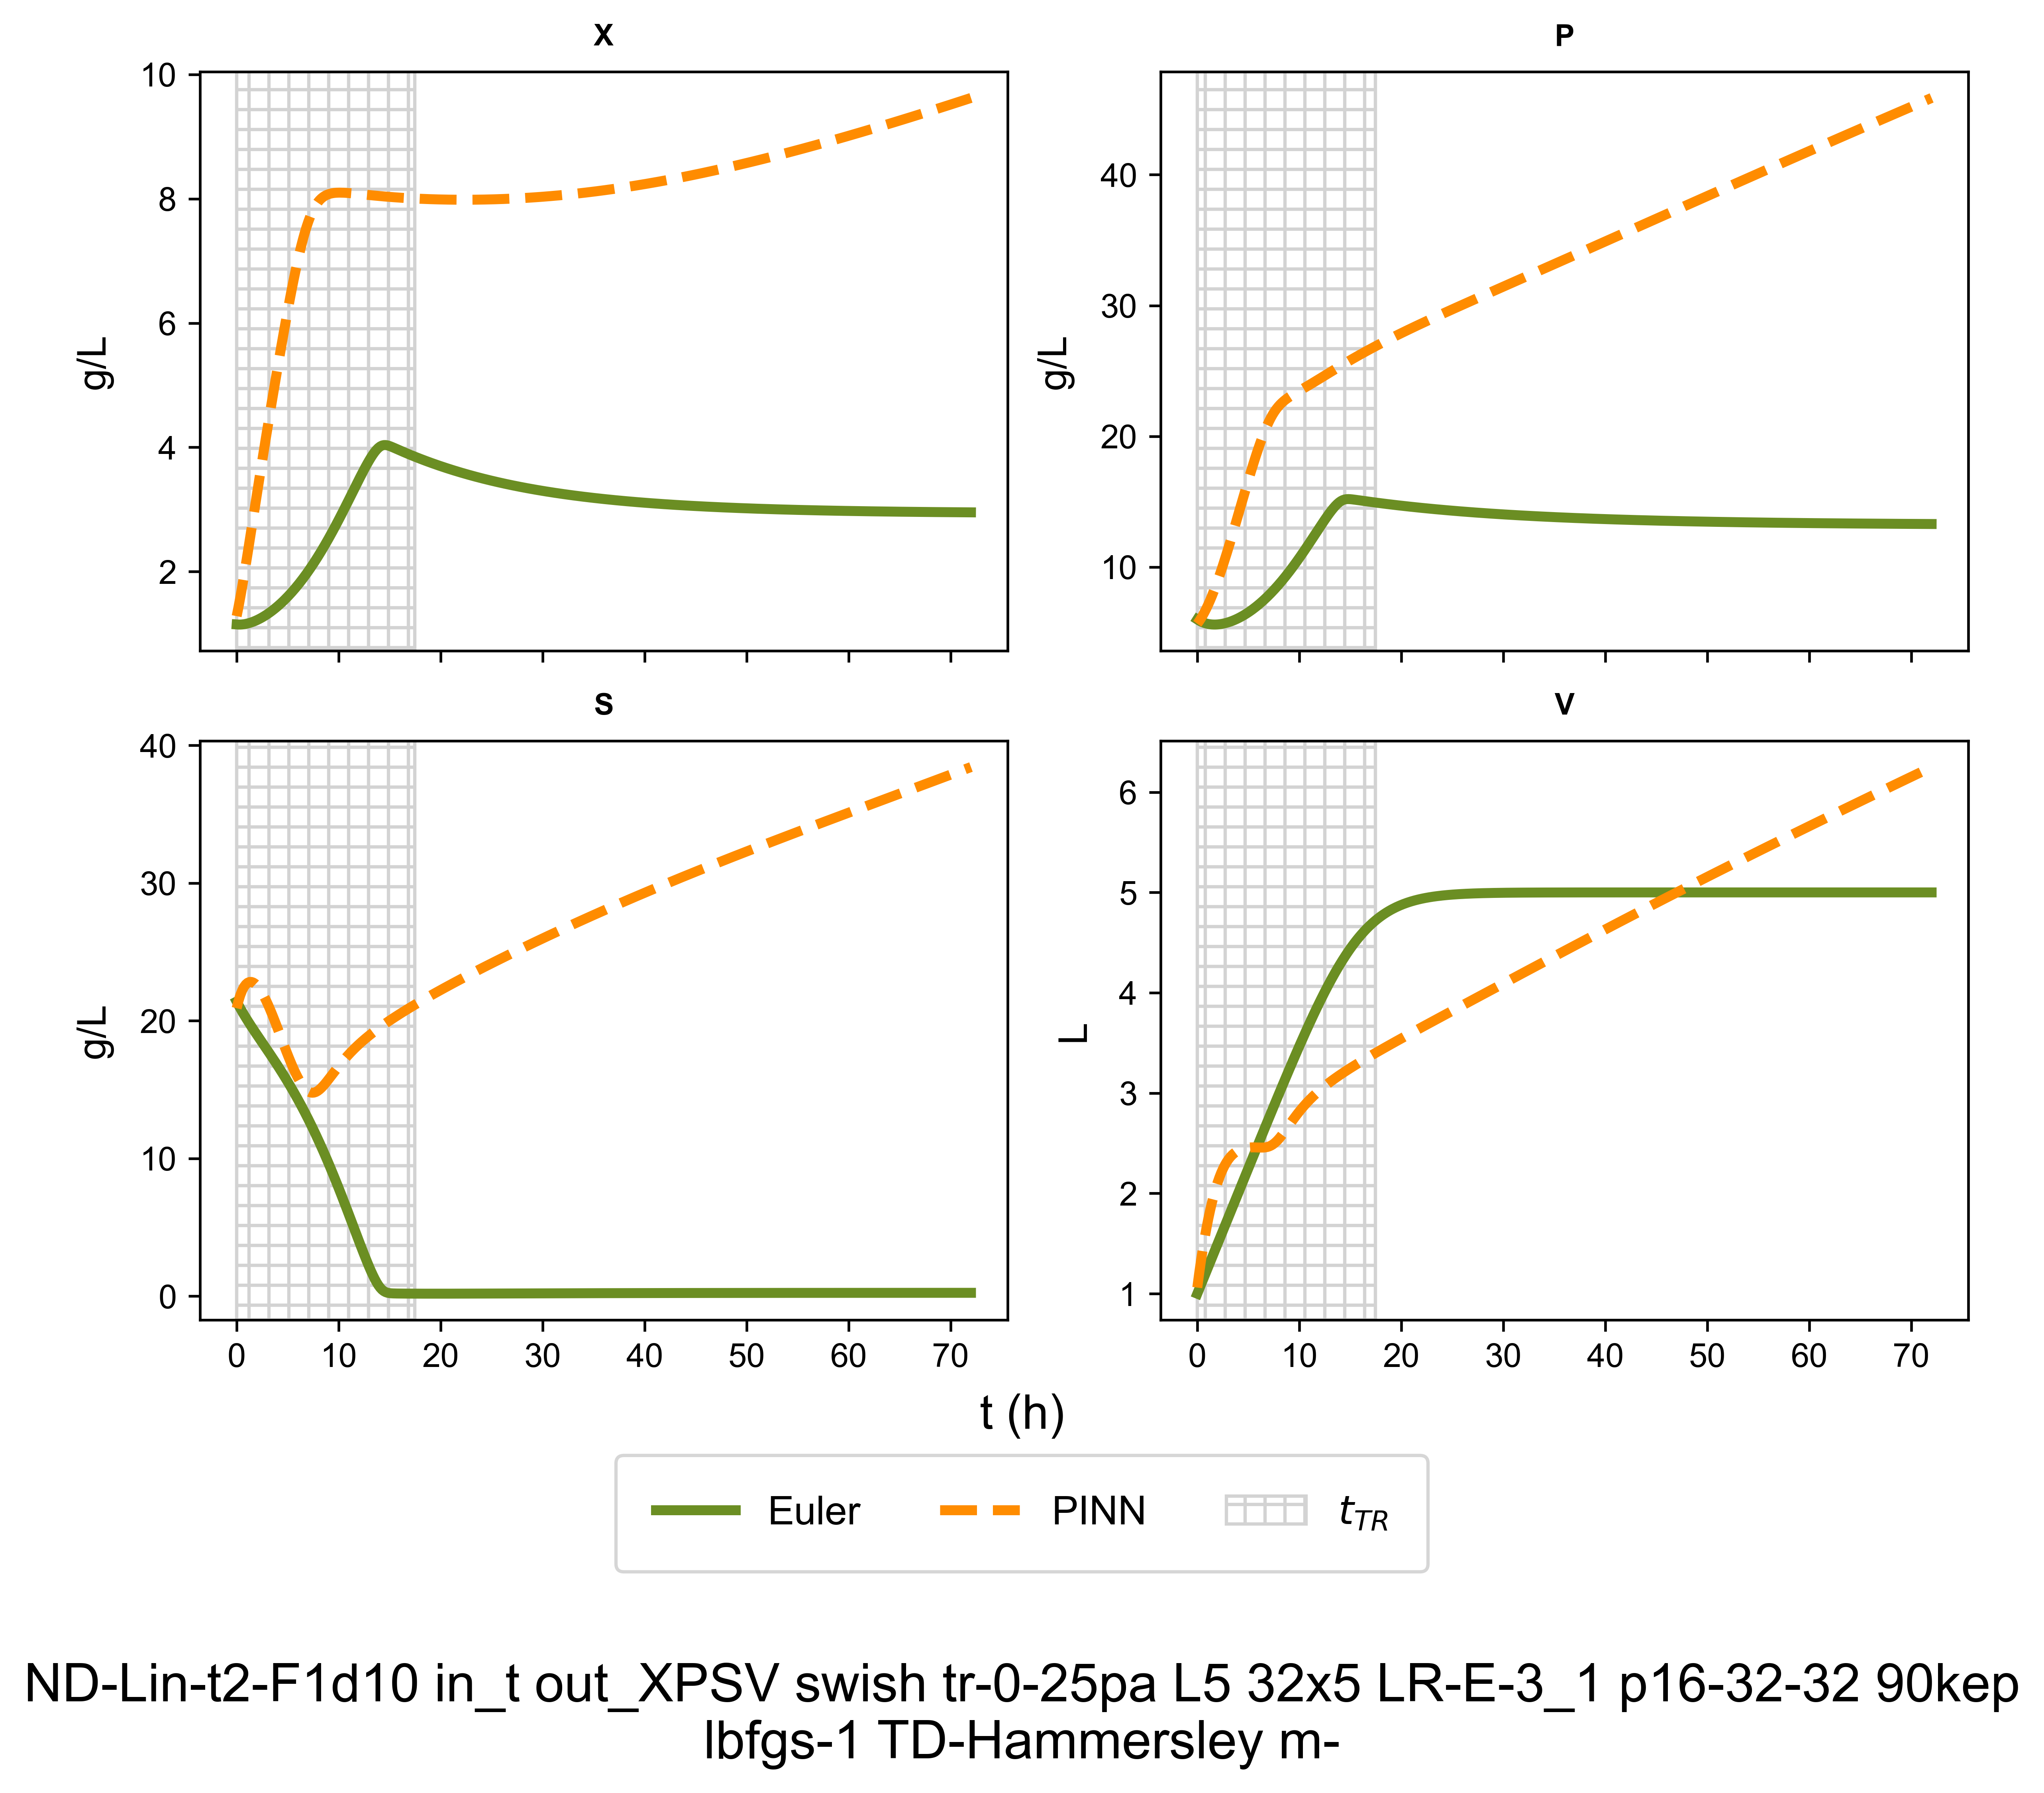 X
P
10
8
6
4
2
g/L
40
30
20
10
g/L
S
V
40
30
20
10
0
g/L
6
5
4
3
2
1
L
0 10 20 30 40 50 60 70
0 10 20 30 40 50 60 70
t (h)
Euler PINN t_TR
ND-Lin-t2-F1d10 in_t out_XPSV swish tr-0-25pa L5 32x5 LR-E-3_1 p16-32-32 90kep
lbfgs-1 TD-Hammersley m-